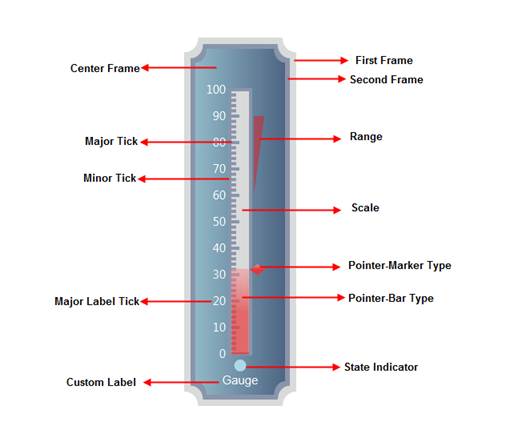 First Frame
Center Frame
Second Frame
100
90
Major Tick
80
Range
70
Minor Tick
60
Scale
50
40
Pointer-Marker Type
30
Pointer-Bar Type
Major Label Tick
20
10
0
State Indicator
Custom Label
Gauge